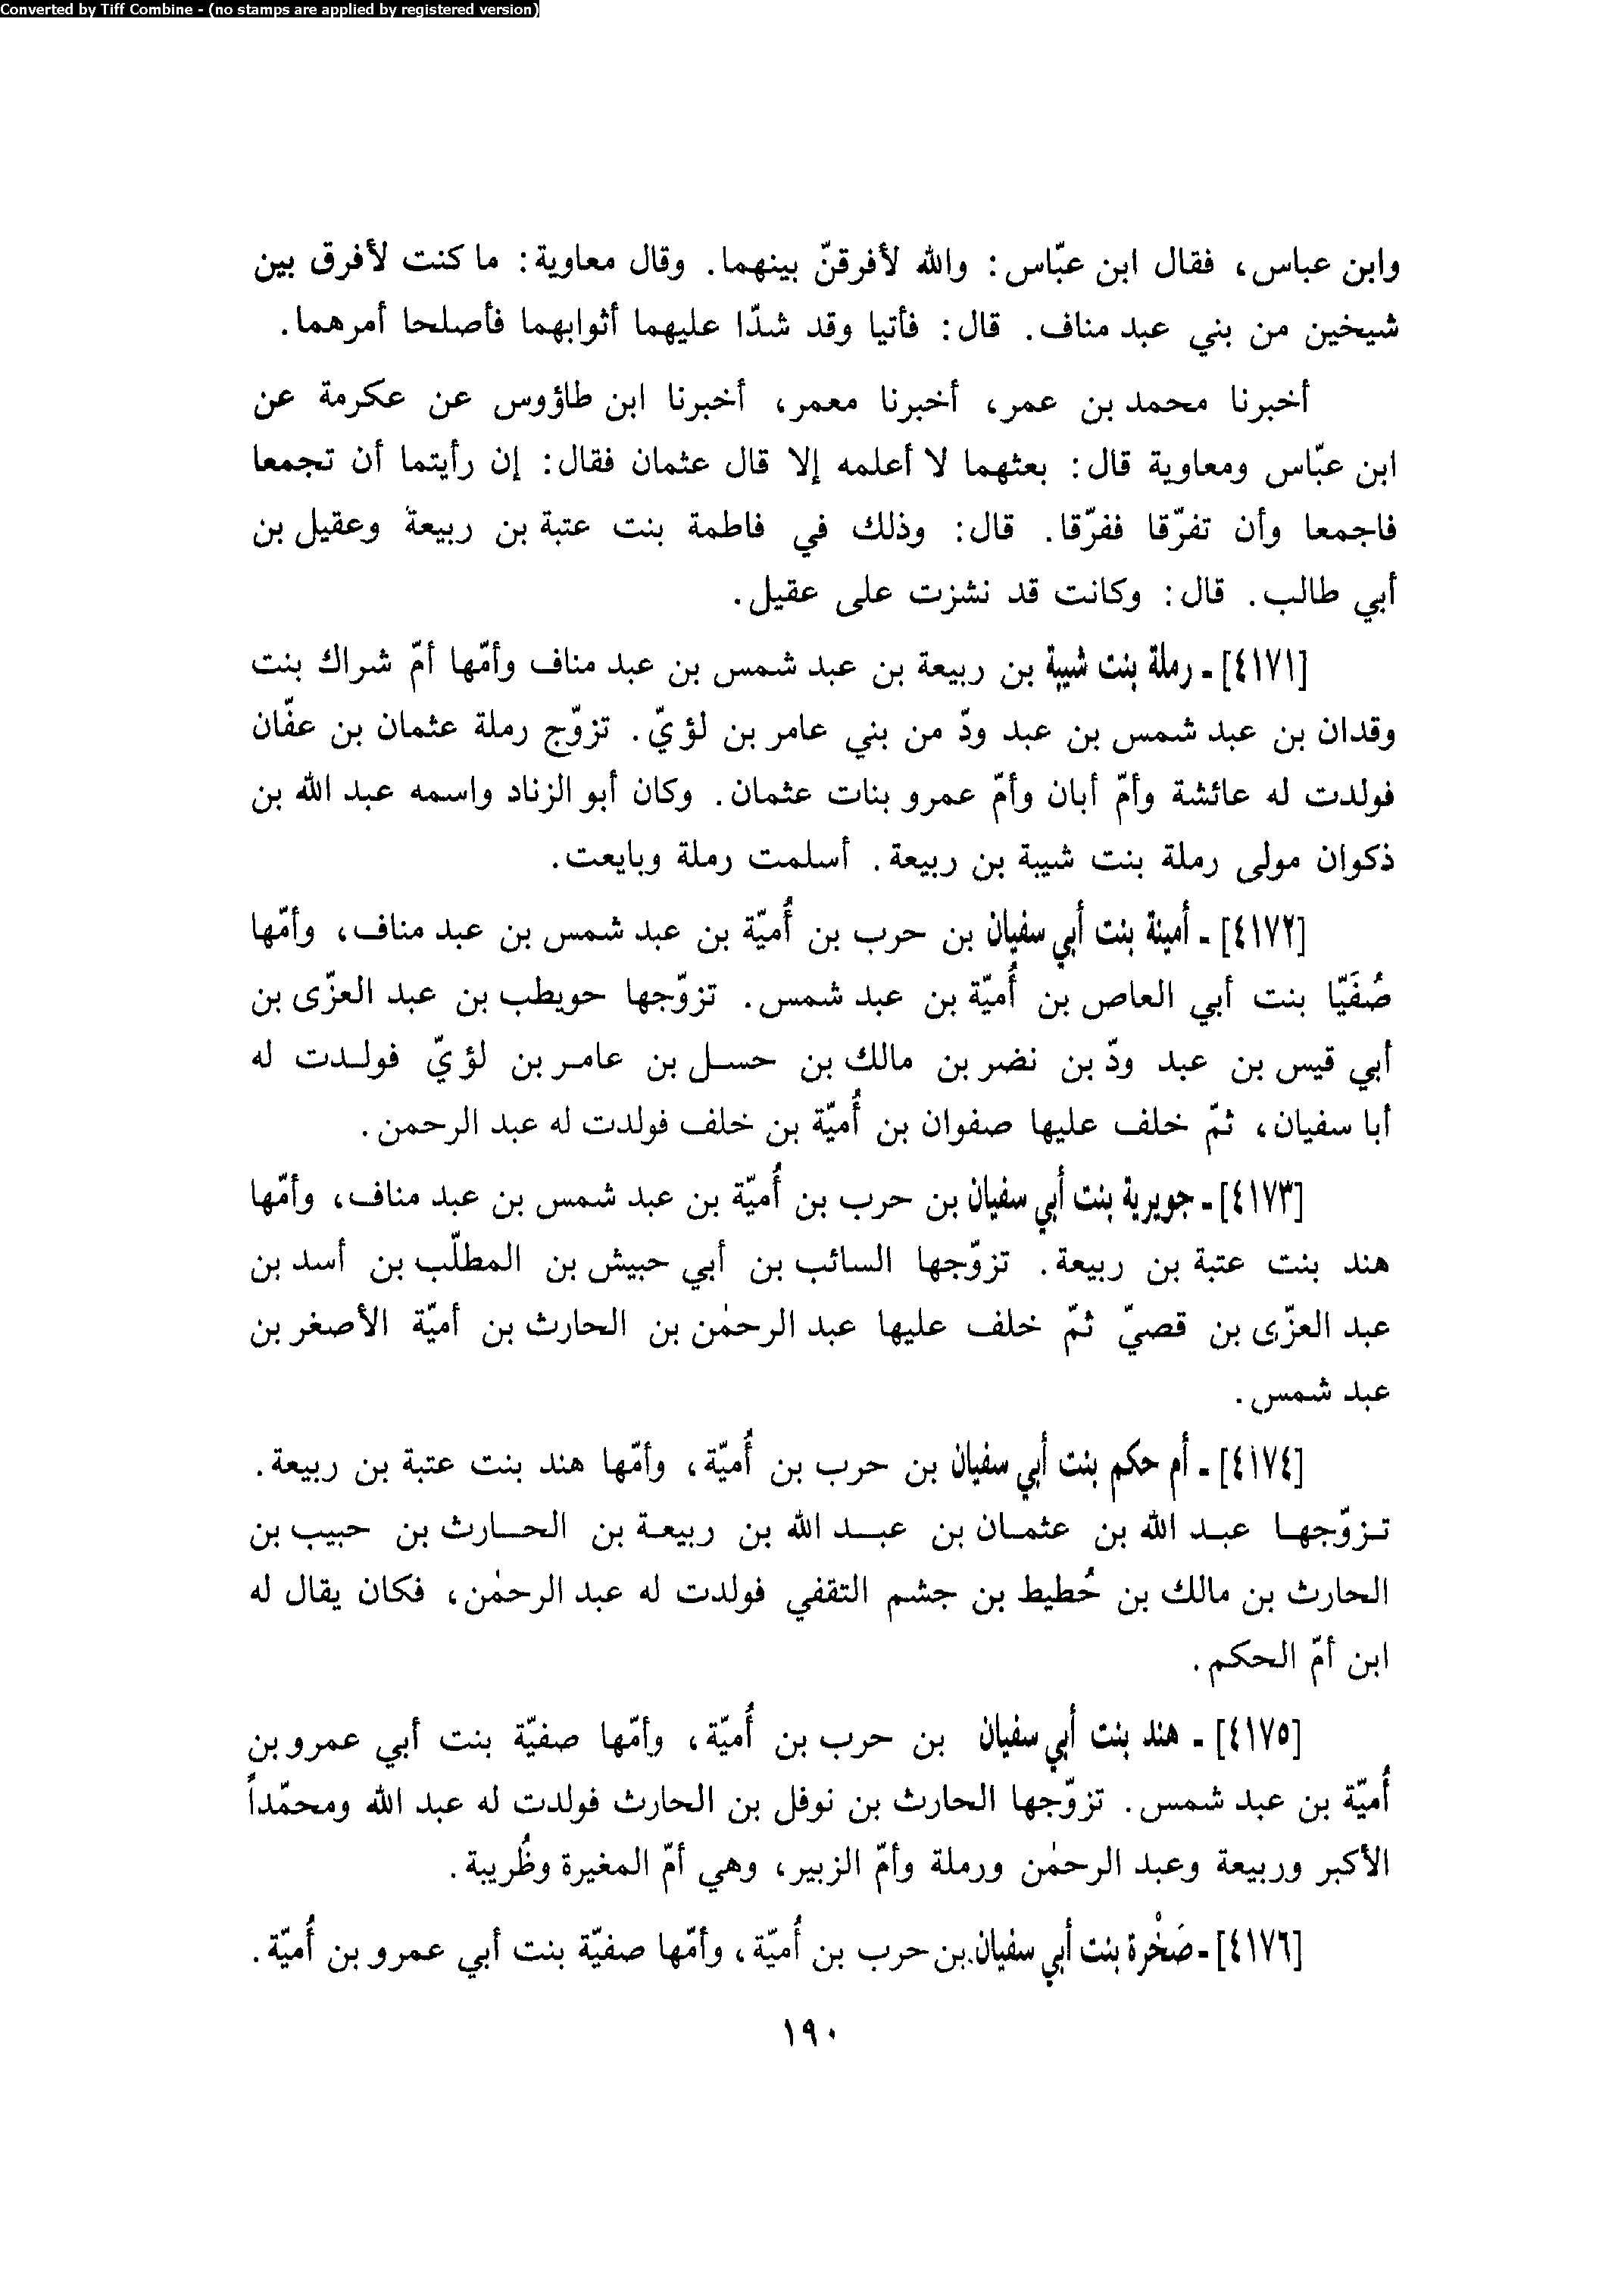 Converted by Tiff Combine - (no stamps are applied by registered version)
وابن عباس، فقال ابن عبّاس: والله لأفرقنّ بينهما. وقال معاوية: ما كنت لأفرق بين
شيخين من بني عبد مناف. قال: فأتيا وقد شدّا عليهما أثوابهما فأصلحا أمرهما.
أخبرنا محمد بن عمر، أخبرنا معمر، أخبرنا ابن طاؤوس عن عكرمة عن
ابن عبّاس ومعاوية قال: بعثهما لا أعلمه إلا قال عثمان فقال: إن رأيتما أن تجمعا
فاجمعا وأن تفرّقا ففرّقا. قال: وذلك في فاطمة بنت عتبة بن ربيعة وعقيل بن
أبي طالب. قال: وكانت قد نشزت على عقيل.
[٤١٧١] ـ رملة بنت شيبة بن ربيعة بن عبد شمس بن عبد مناف وأمّها أمّ شراك بنت
وقدان بن عبد شمس بن عبد ودّ من بني عامر بن لؤيّ. تزوّج رملة عثمان بن عفّان
فولدت له عائشة وأمّ أبان وأمّ عمرو بنات عثمان. وكان أبو الزناد واسمه عبد الله بن
ذكوان مولى رملة بنت شيبة بن ربيعة. أسلمت رملة وبايعت.
[٤١٧٢] ـ أمينة بنت أبي سفيان بن حرب بن أُميّة بن عبد شمس بن عبد مناف، وأمّها
صُفَيّا بنت أبي العاص بن أُميّة بن عبد شمس. تزوّجها حويطب بن عبد العزّى بن
أبي قيس بن عبد ودّ بن نضر بن مالك بن حسل بن عامر بن لؤيّ فولدت له
أبا سفيان، ثمّ خلف عليها صفوان بن أُميّة بن خلف فولدت له عبد الرحمن.
[٤١٧٣] ـ جويرية بنت أبي سفيان بن حرب بن أُميّة بن عبد شمس بن عبد مناف، وأمّها
هند بنت عتبة بن ربيعة. تزوّجها السائب بن أبي حبيش بن المطلّب بن أسد بن
عبد العزّى بن قصيّ ثمّ خلف عليها عبد الرحمٰن بن الحارث بن أميّة الأصغر بن
عبد شمس.
[٤١٧٤] ـ أم حكم بنت أبي سفيان بن حرب بن أُميّة، وأمّها هند بنت عتبة بن ربيعة.
تزوّجها عبد الله بن عثمان بن عبد الله بن ربيعة بن الحارث بن حبيب بن
الحارث بن مالك بن حُطيط بن جشم التقفي فولدت له عبد الرحمٰن، فكان يقال له
ابن أمّ الحكم.
[٤١٧٥] ـ هند بنت أبي سفيان بن حرب بن أُميّة، وأمّها صفيّة بنت أبي عمرو بن
أُميّة بن عبد شمس. تزوّجها الحارث بن نوفل بن الحارث فولدت له عبد الله ومحمّداً
الأكبر وربيعة وعبد الرحمٰن ورملة وأمّ الزبير، وهي أمّ المغيرة وظُريبة.
[٤١٧٦] ـ صَخْرة بنت أبي سفيان بن حرب بن أُميّة، وأمّها صفيّة بنت أبي عمرو بن أُميّة.
١٩٠